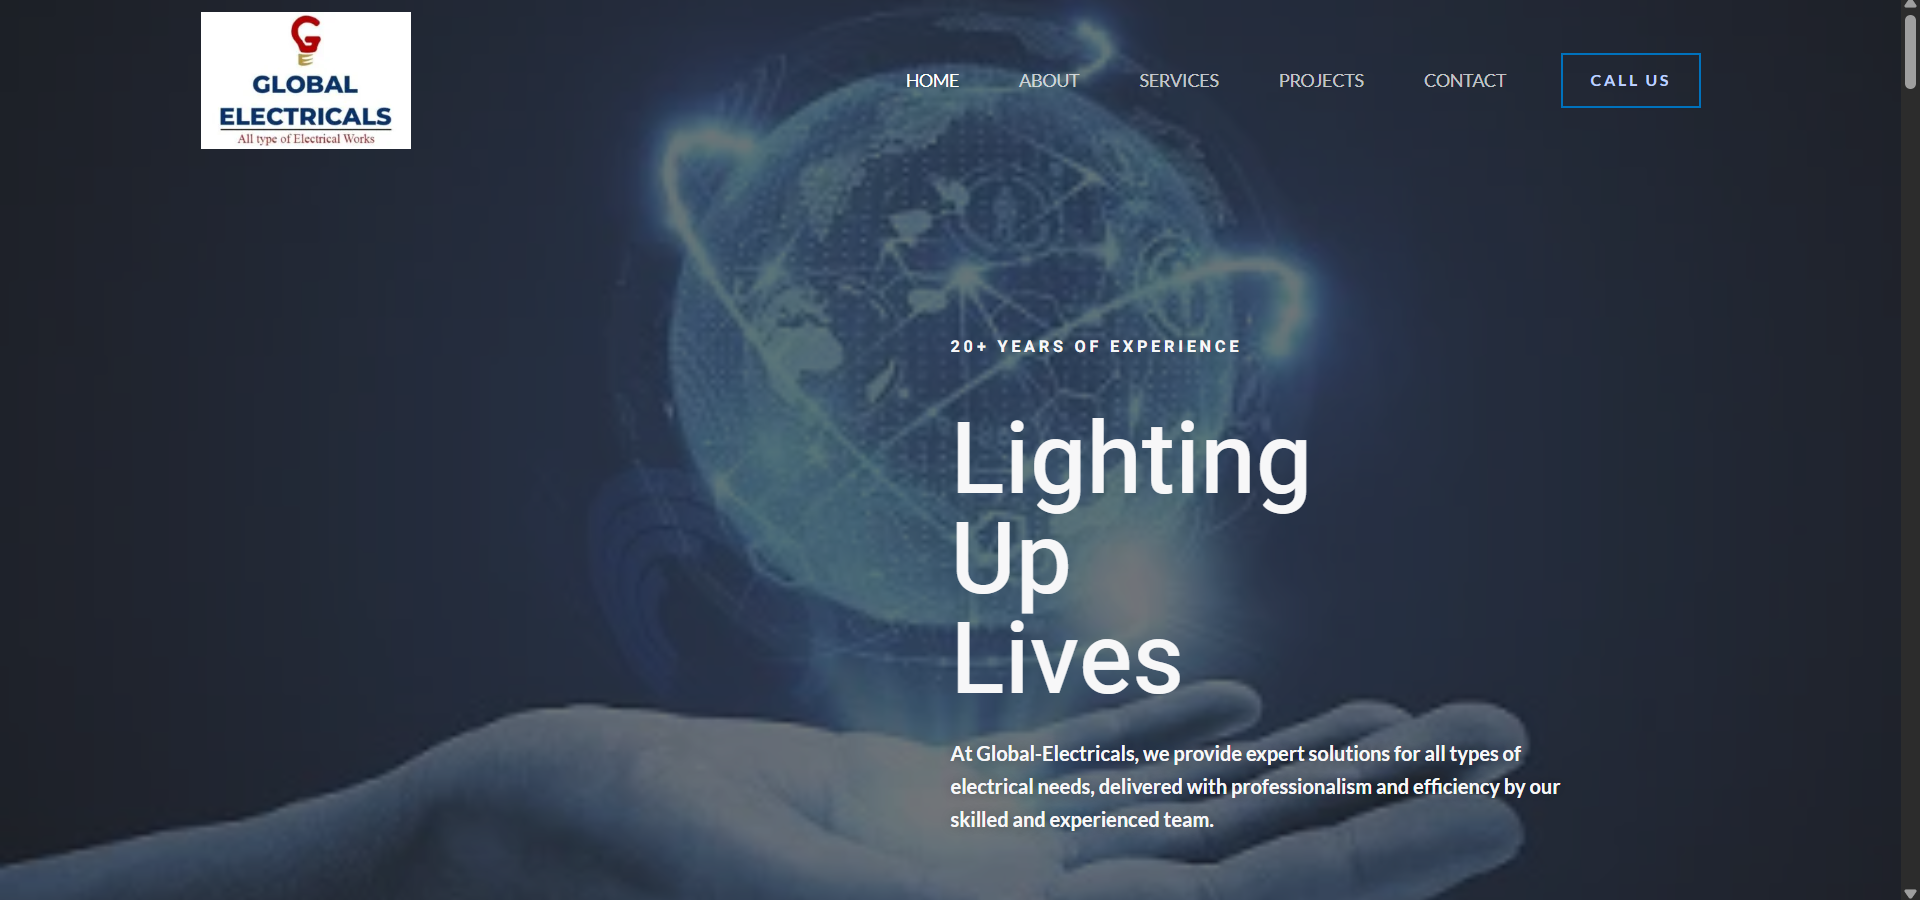 GLOBAL
ELECTRICALS
All type of Electrical Works
HOME ABOUT SERVICES PROJECTS CONTACT CALL US
20+ YEARS OF EXPERIENCE
Lighting
Up
Lives
At Global-Electricals, we provide expert solutions for all types of
electrical needs, delivered with professionalism and efficiency by our
skilled and experienced team.